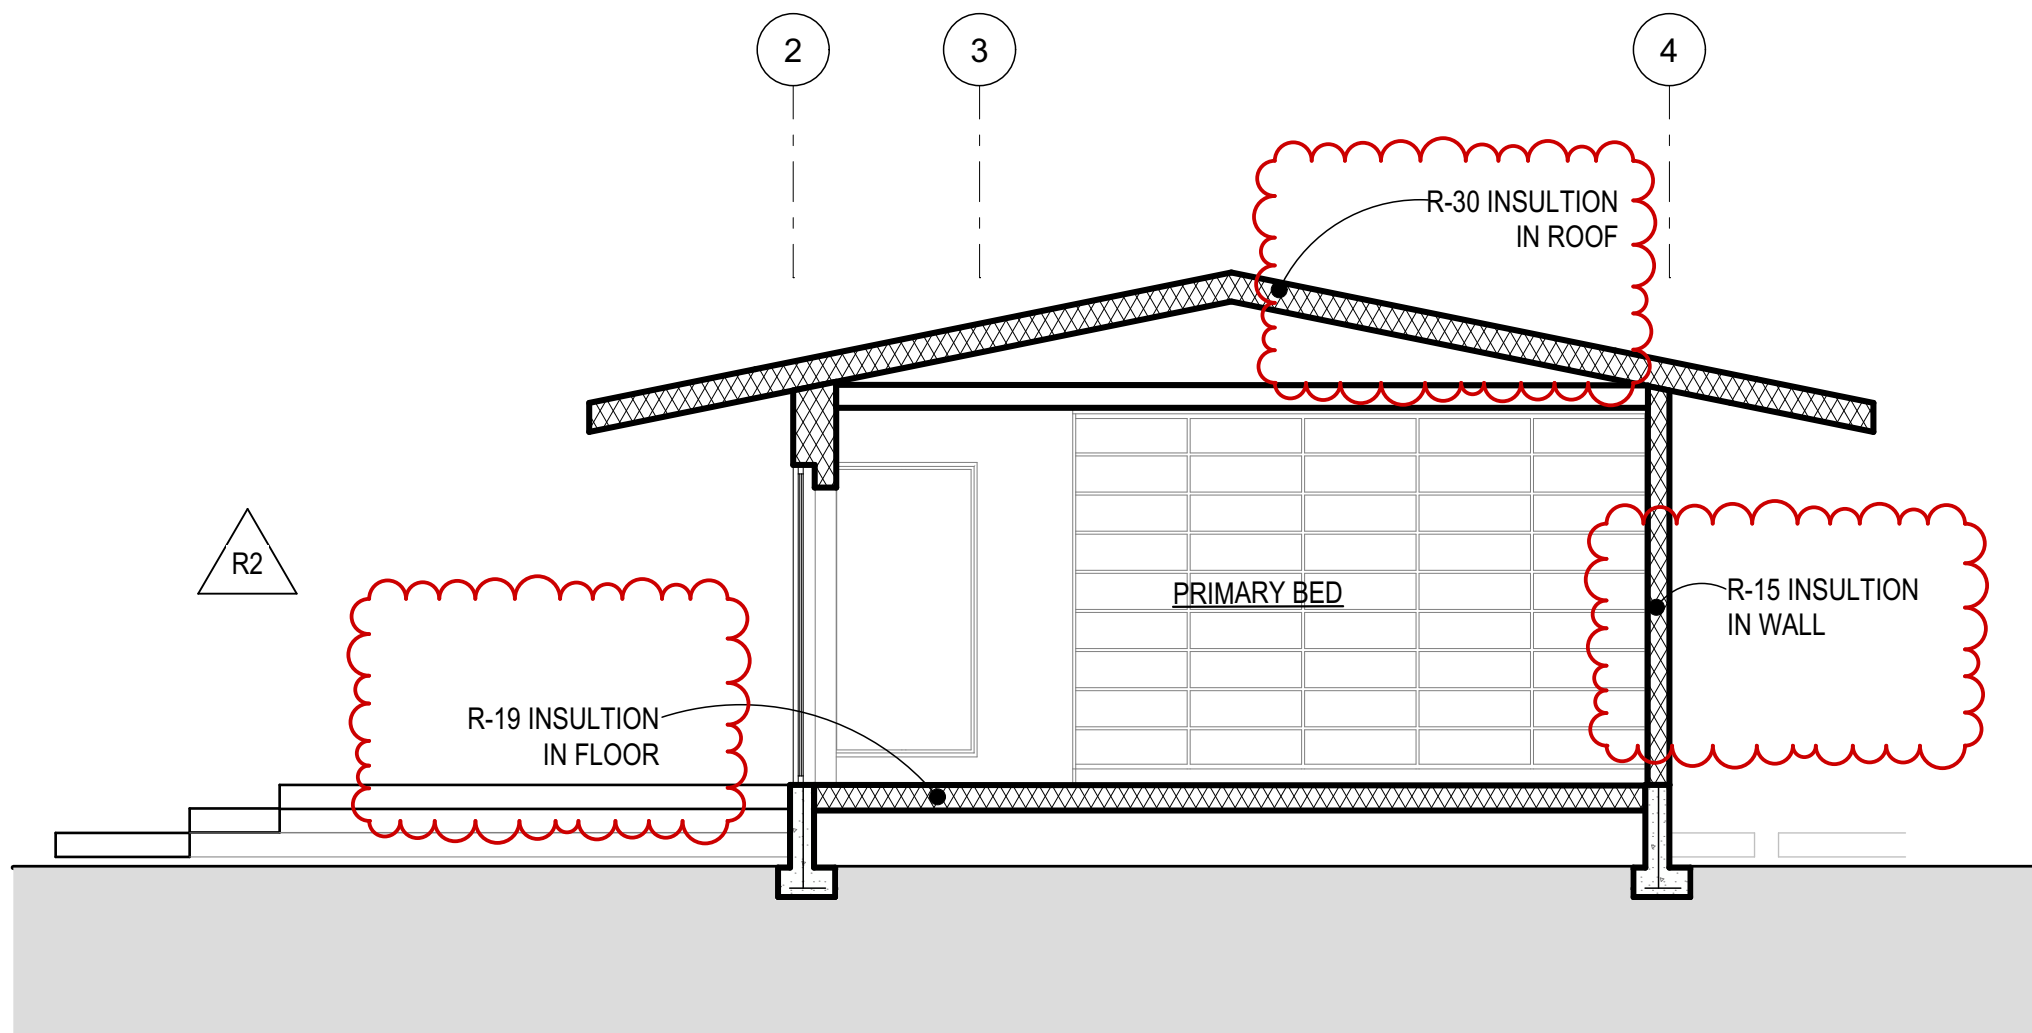 2
3
4
R-30 INSULTION
IN ROOF
R2
PRIMARY BED
R-15 INSULTION
IN WALL
R-19 INSULTION
IN FLOOR